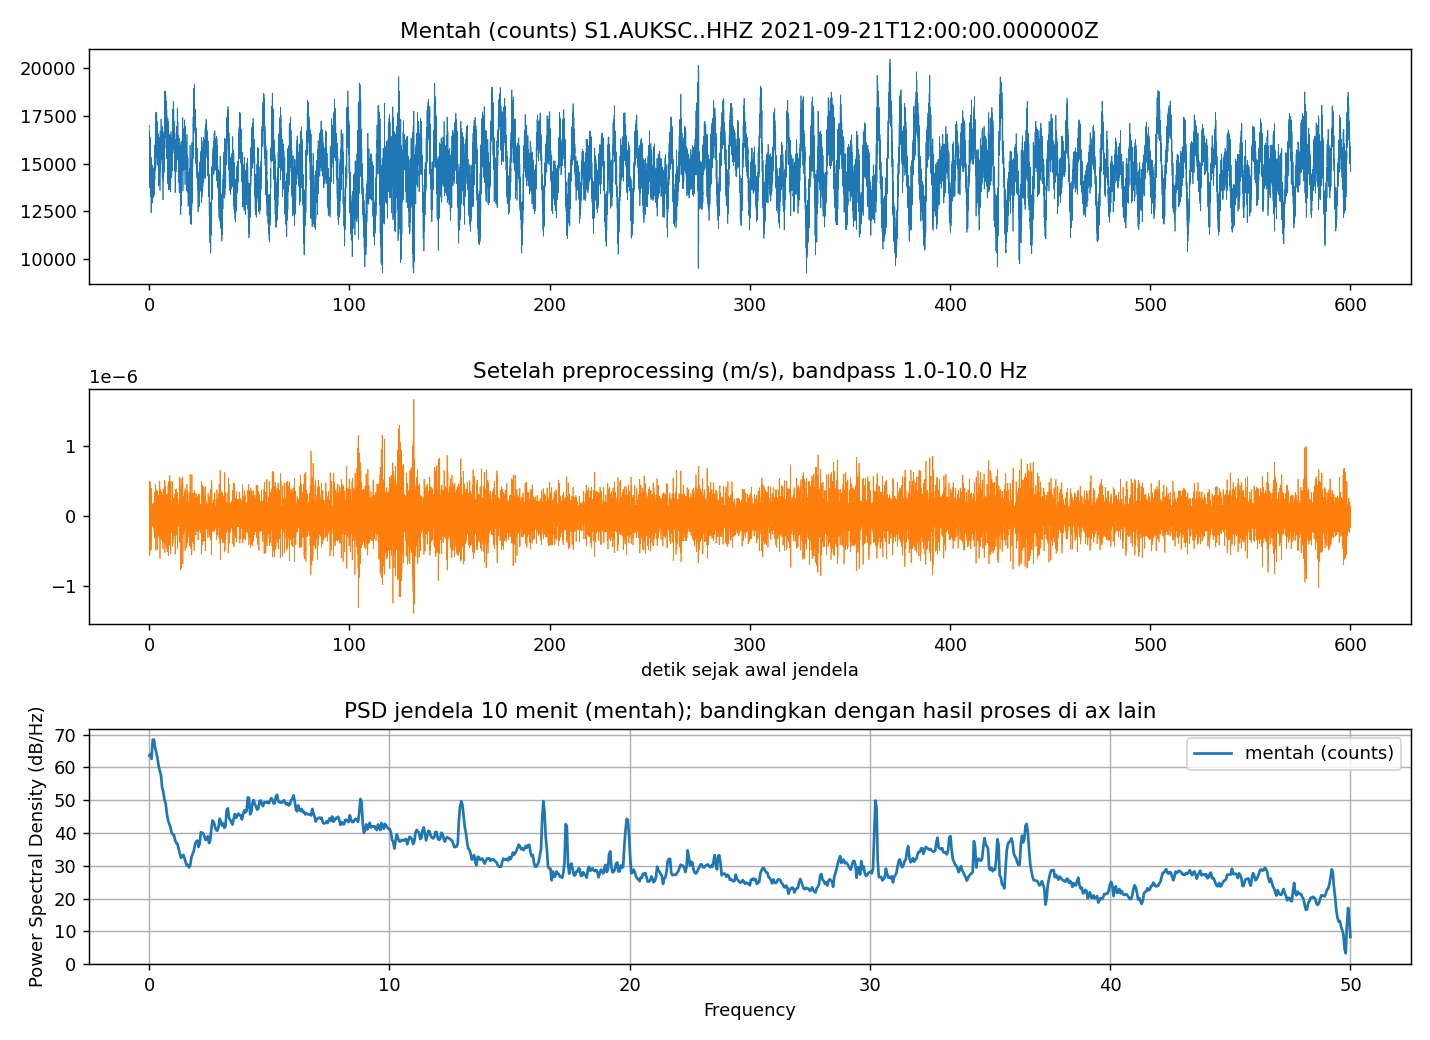 Mentah (counts) S1.AUKSC..HHZ 2021-09-21T12:00:00.000000Z
20000
17500
15000
12500
10000
0 100 200 300 400 500 600
1e−6
Setelah preprocessing (m/s), bandpass 1.0-10.0 Hz
1
0
−1
0 100 200 300 400 500 600
detik sejak awal jendela
PSD jendela 10 menit (mentah); bandingkan dengan hasil proses di ax lain
Power Spectral Density (dB/Hz)
70
60
50
40
30
20
10
0
mentah (counts)
0 10 20 30 40 50
Frequency